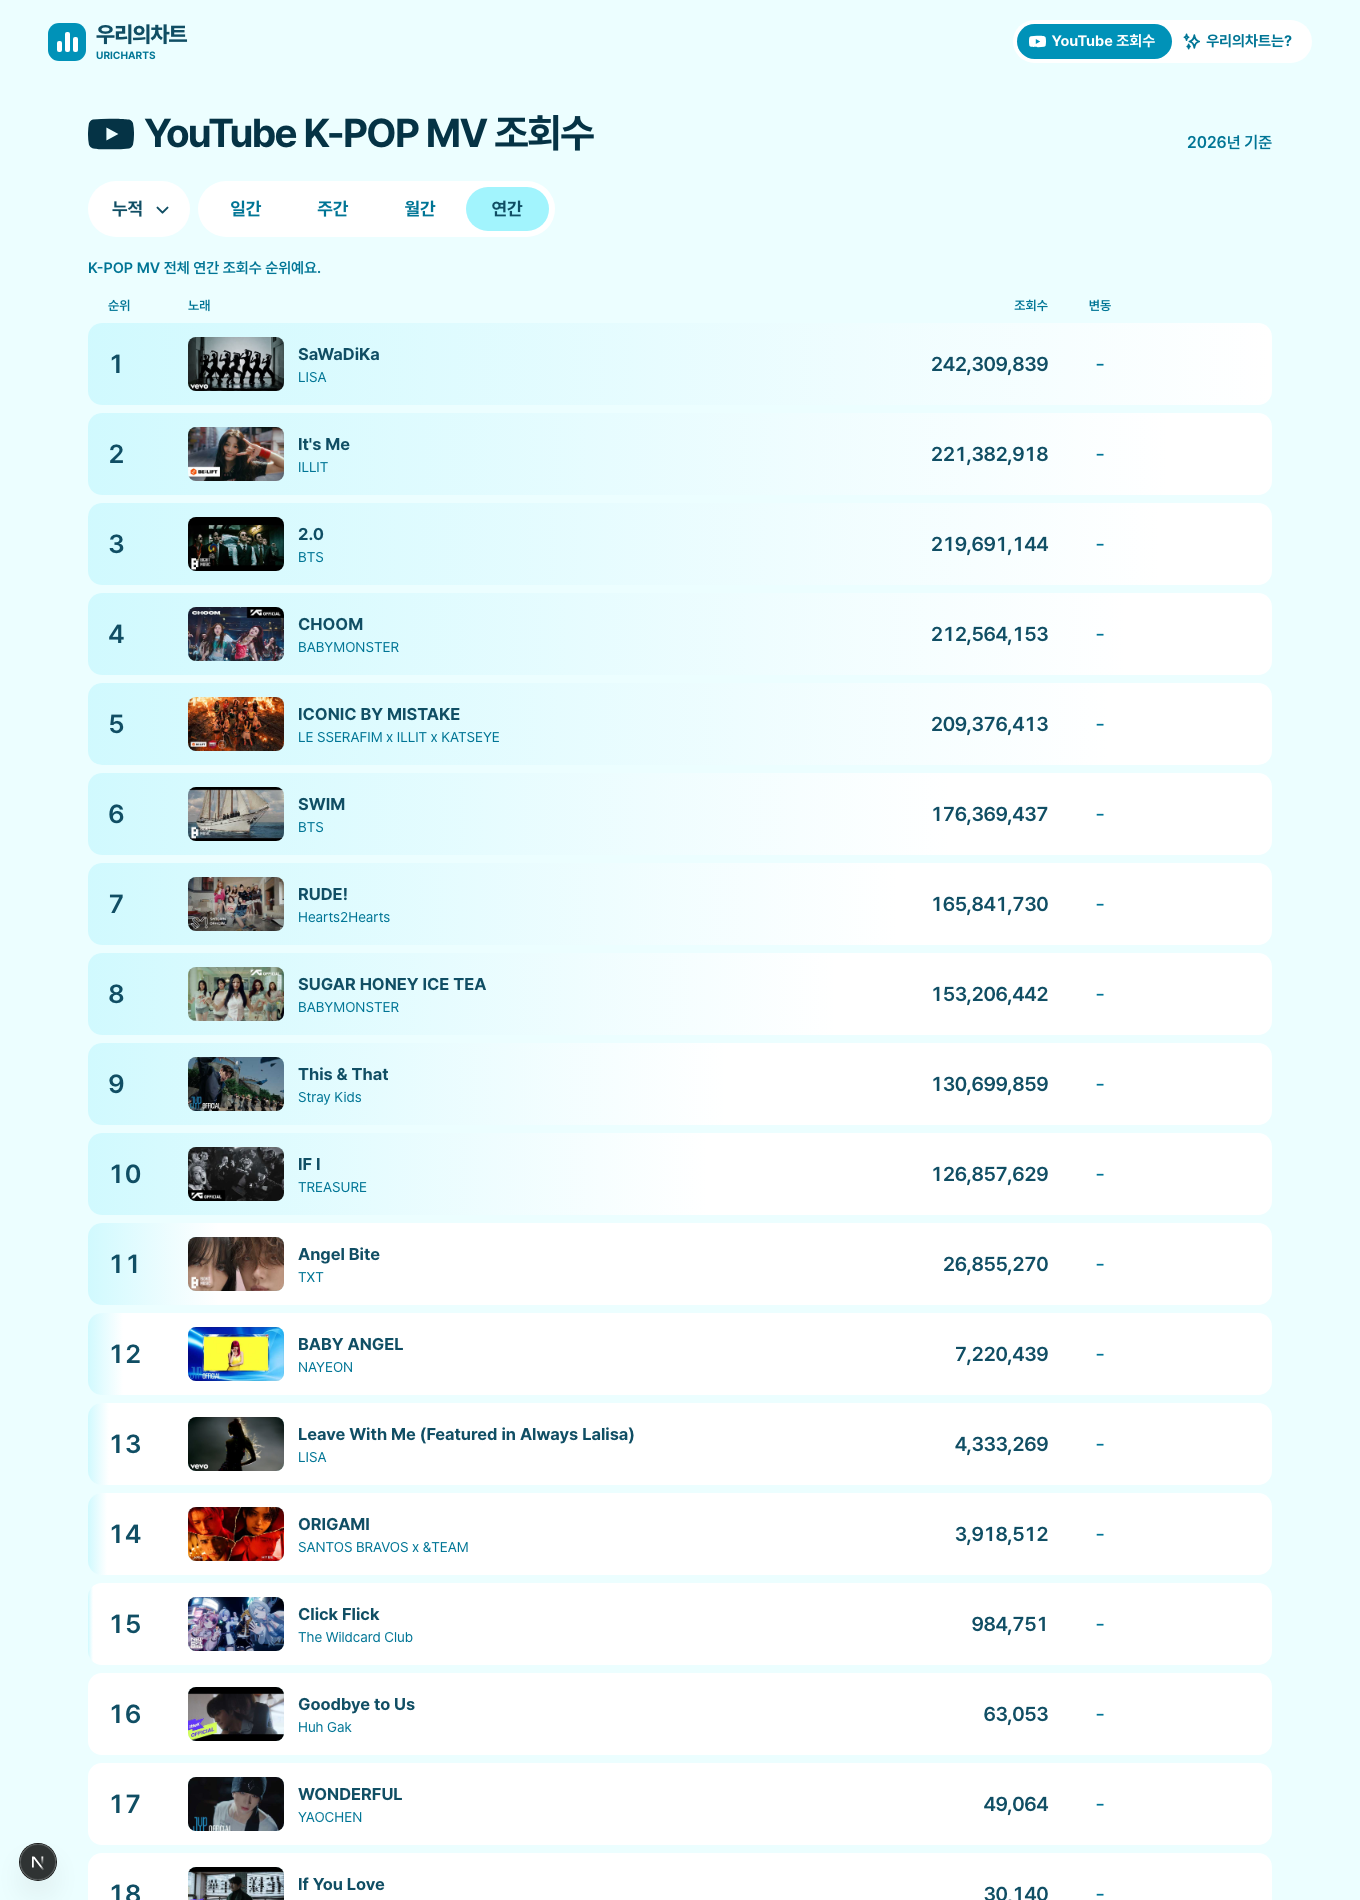 우리의차트
URICHARTS
YouTube 조회수
우리의차트는?
YouTube K-POP MV 조회수
2026년 기준
누적
일간
주간
월간
연간
K-POP MV 전체 연간 조회수 순위예요.
순위 노래 조회수 변동
1
SaWaDiKa
LISA
242,309,839 -
2
It's Me
ILLIT
221,382,918 -
3
2.0
BTS
219,691,144 -
4
CHOOM
BABYMONSTER
212,564,153 -
5
ICONIC BY MISTAKE
LE SSERAFIM x ILLIT x KATSEYE
209,376,413 -
6
SWIM
BTS
176,369,437 -
7
RUDE!
Hearts2Hearts
165,841,730 -
8
SUGAR HONEY ICE TEA
BABYMONSTER
153,206,442 -
9
This & That
Stray Kids
130,699,859 -
10
IF I
TREASURE
126,857,629 -
11
Angel Bite
TXT
26,855,270 -
12
BABY ANGEL
NAYEON
7,220,439 -
13
Leave With Me (Featured in Always Lalisa)
LISA
4,333,269 -
14
ORIGAMI
SANTOS BRAVOS x &TEAM
3,918,512 -
15
Click Flick
The Wildcard Club
984,751 -
16
Goodbye to Us
Huh Gak
63,053 -
17
WONDERFUL
YAOCHEN
49,064 -
18
If You Love
30,140 -